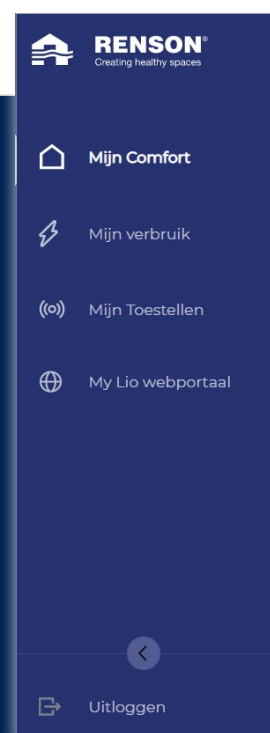 RENSON®
Creating healthy spaces
Mijn Comfort
Mijn verbruik
Mijn Toestellen
My Lio webportaal
Uitloggen